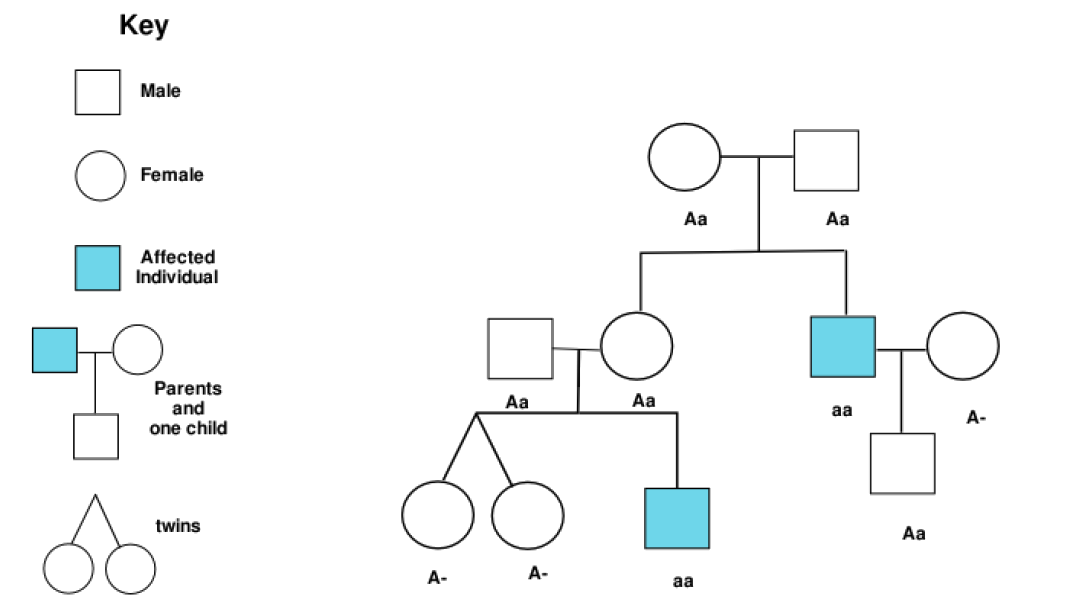 Key
Male
Female
Affected
Individual
Parents
and
one child
twins
Aa
Aa
Aa
Aa
aa
A-
Aa
A-
A-
aa